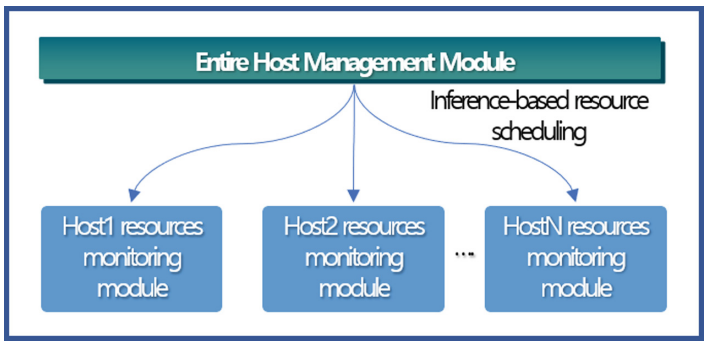 Entire Host Management Module
Inference-based resource
scheduling
Host1 resources
monitoring
module
Host2 resources
monitoring
module
....
HostN resources
monitoring
module